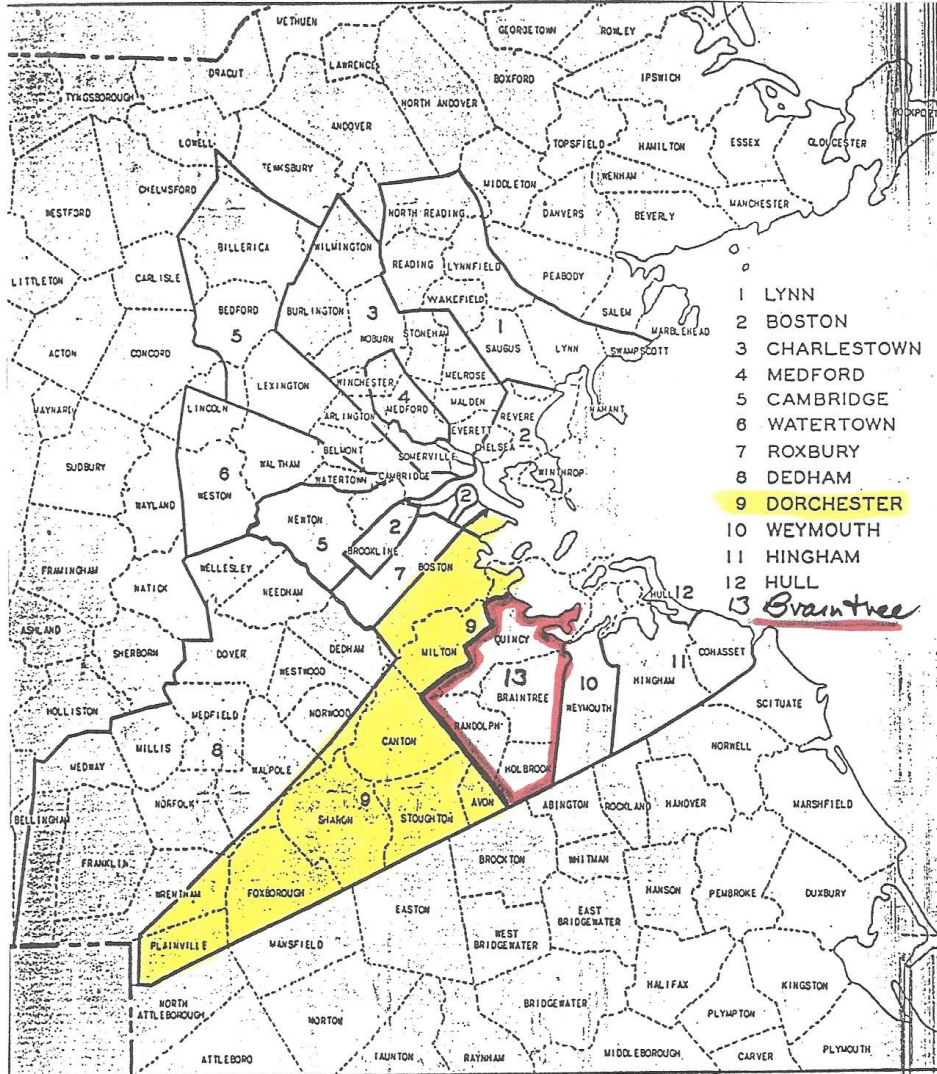 METHUEN
GEORGETOWN
ROWLEY
DRACUT
LAWRENCE
BOXFORD
IPSWICH
TYNGSBOROUGH
NORTH ANDOVER
ROCKPORT
ANDOVER
LOWELL
TOPSFIELD
HAMILTON
ESSEX
GLOUCESTER
TEWKSBURY
WENHAM
CHELMSFORD
MIDDLETON
MANCHESTER
WESTFORD
NORTH READING
DANVERS
BEVERLY
BILLERICA
WILMINGTON
READING
LYNNFIELD
PEABODY
LITTLETON
CARLISLE
WAKEFIELD
SALEM
BEDFORD
BURLINGTON
3
STONEHAM
1
MARBLEHEAD
5
WOBURN
SAUGUS
LYNN
SWAMPSCOTT
ACTON
CONCORD
MELROSE
LEXINGTON
WINCHESTER
4
MEDFORD
MALDEN
NAHANT
MAYNARD
LINCOLN
ARLINGTON
REVERE
EVERETT
2
CHELSEA
BELMONT
SOMERVILLE
SUDBURY
6
WALTHAM
WINTHROP
WESTON
WATERTOWN
CAMBRIDGE
WAYLAND
2
NEWTON
2
5
BROOKLINE
FRAMINGHAM
WELLESLEY
7
BOSTON
NATICK
NEEDHAM
HULL 12
ASHLAND
9
QUINCY
SHERBORN
DOVER
DEDHAM
MILTON
COHASSET
WESTWOOD
13
11
HINGHAM
BRAINTREE
10
HOLLISTON
MEDFIELD
NORWOOD
WEYMOUTH
SCITUATE
MILLIS
8
RANDOLPH
CANTON
NORWELL
MEDWAY
WALPOLE
HOLBROOK
BELLINGHAM
NORFOLK
9
SHARON
STOUGHTON
AVON
ABINGTON
ROCKLAND
HANOVER
MARSHFIELD
FRANKLIN
BROCKTON
WHITMAN
WRENTHAM
FOXBOROUGH
HANSON
PEMBROKE
DUXBURY
EASTON
EAST
BRIDGEWATER
WEST
BRIDGEWATER
PLAINVILLE
MANSFIELD
HALIFAX
KINGSTON
NORTH
ATTLEBOROUGH
BRIDGEWATER
NORTON
PLYMPTON
ATTLEBORO
TAUNTON
RAYNHAM
MIDDLEBOROUGH
CARVER
PLYMOUTH
1 LYNN
2 BOSTON
3 CHARLESTOWN
4 MEDFORD
5 CAMBRIDGE
6 WATERTOWN
7 ROXBURY
8 DEDHAM
9 DORCHESTER
10 WEYMOUTH
11 HINGHAM
12 HULL
13 Braintree